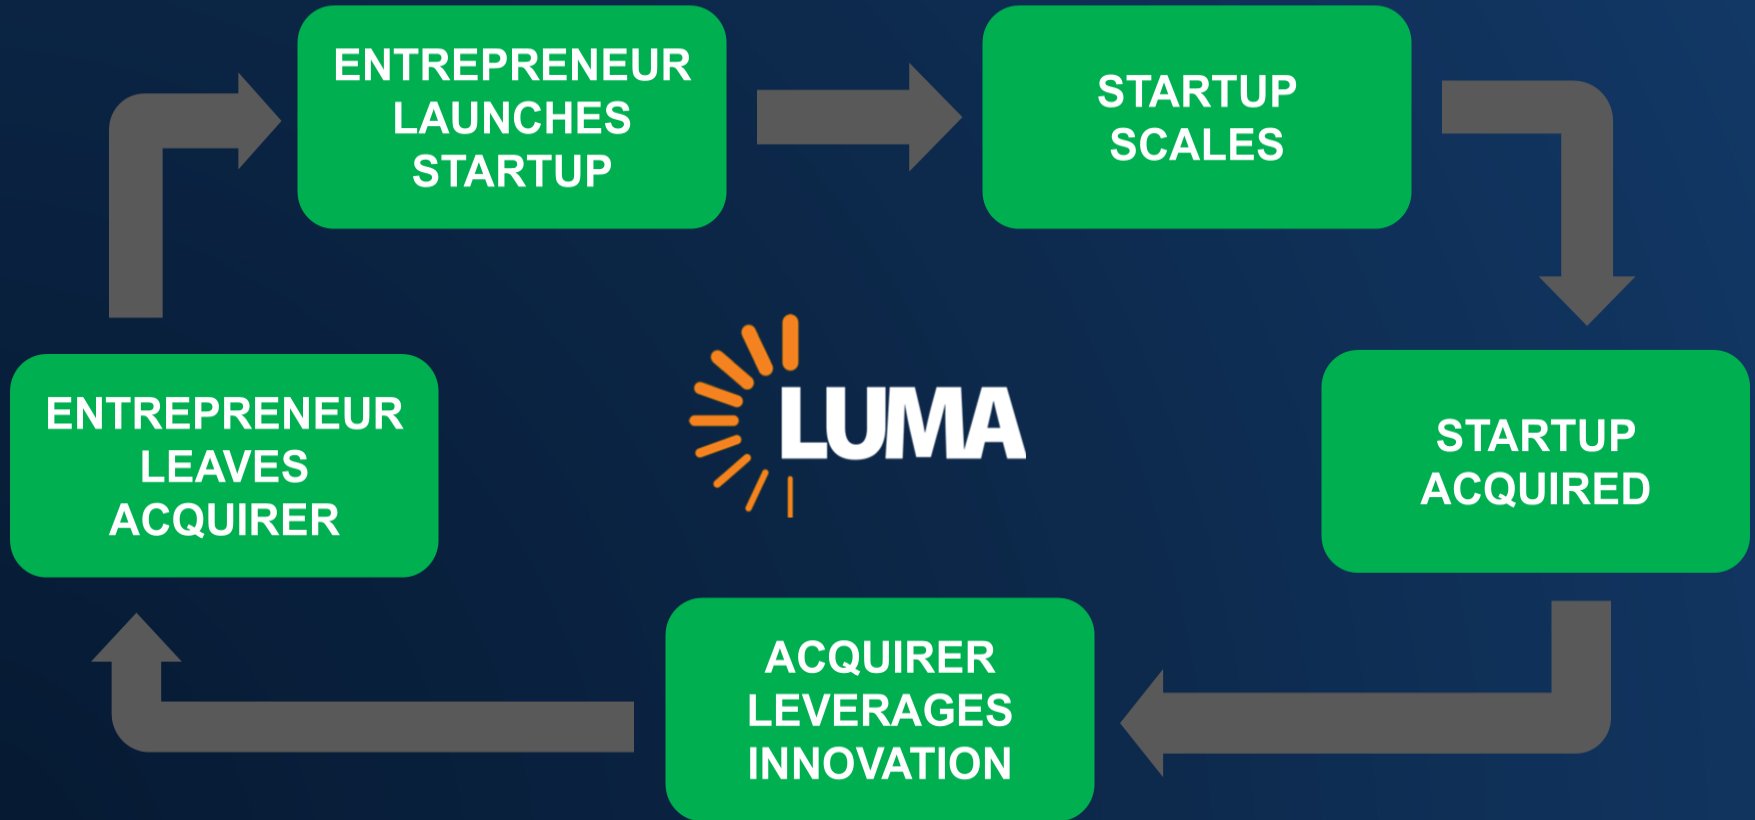 ENTREPRENEUR
LAUNCHES
STARTUP
STARTUP
SCALES
STARTUP
ACQUIRED
ACQUIRER
LEVERAGES
INNOVATION
ENTREPRENEUR
LEAVES
ACQUIRER
LUMA